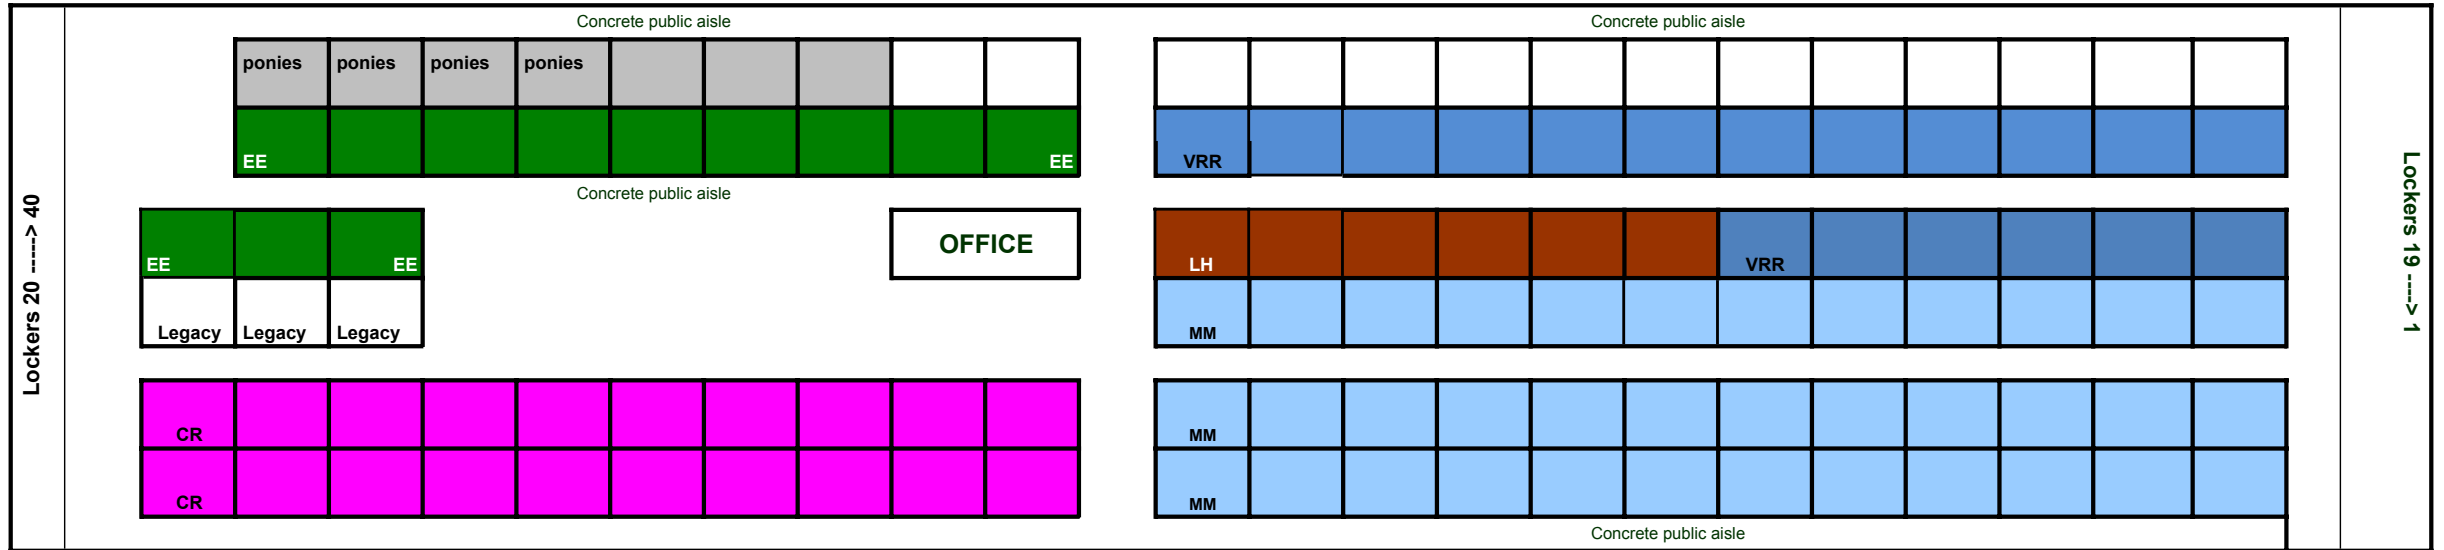 Concrete public aisle
Concrete public aisle
ponies ponies ponies ponies
EE EE
VRR
Concrete public aisle
Lockers 20 -----> 40
Lockers 19 ----> 1
EE EE
OFFICE
LH VRR
Legacy Legacy Legacy
MM
CR
MM
CR
MM
Concrete public aisle